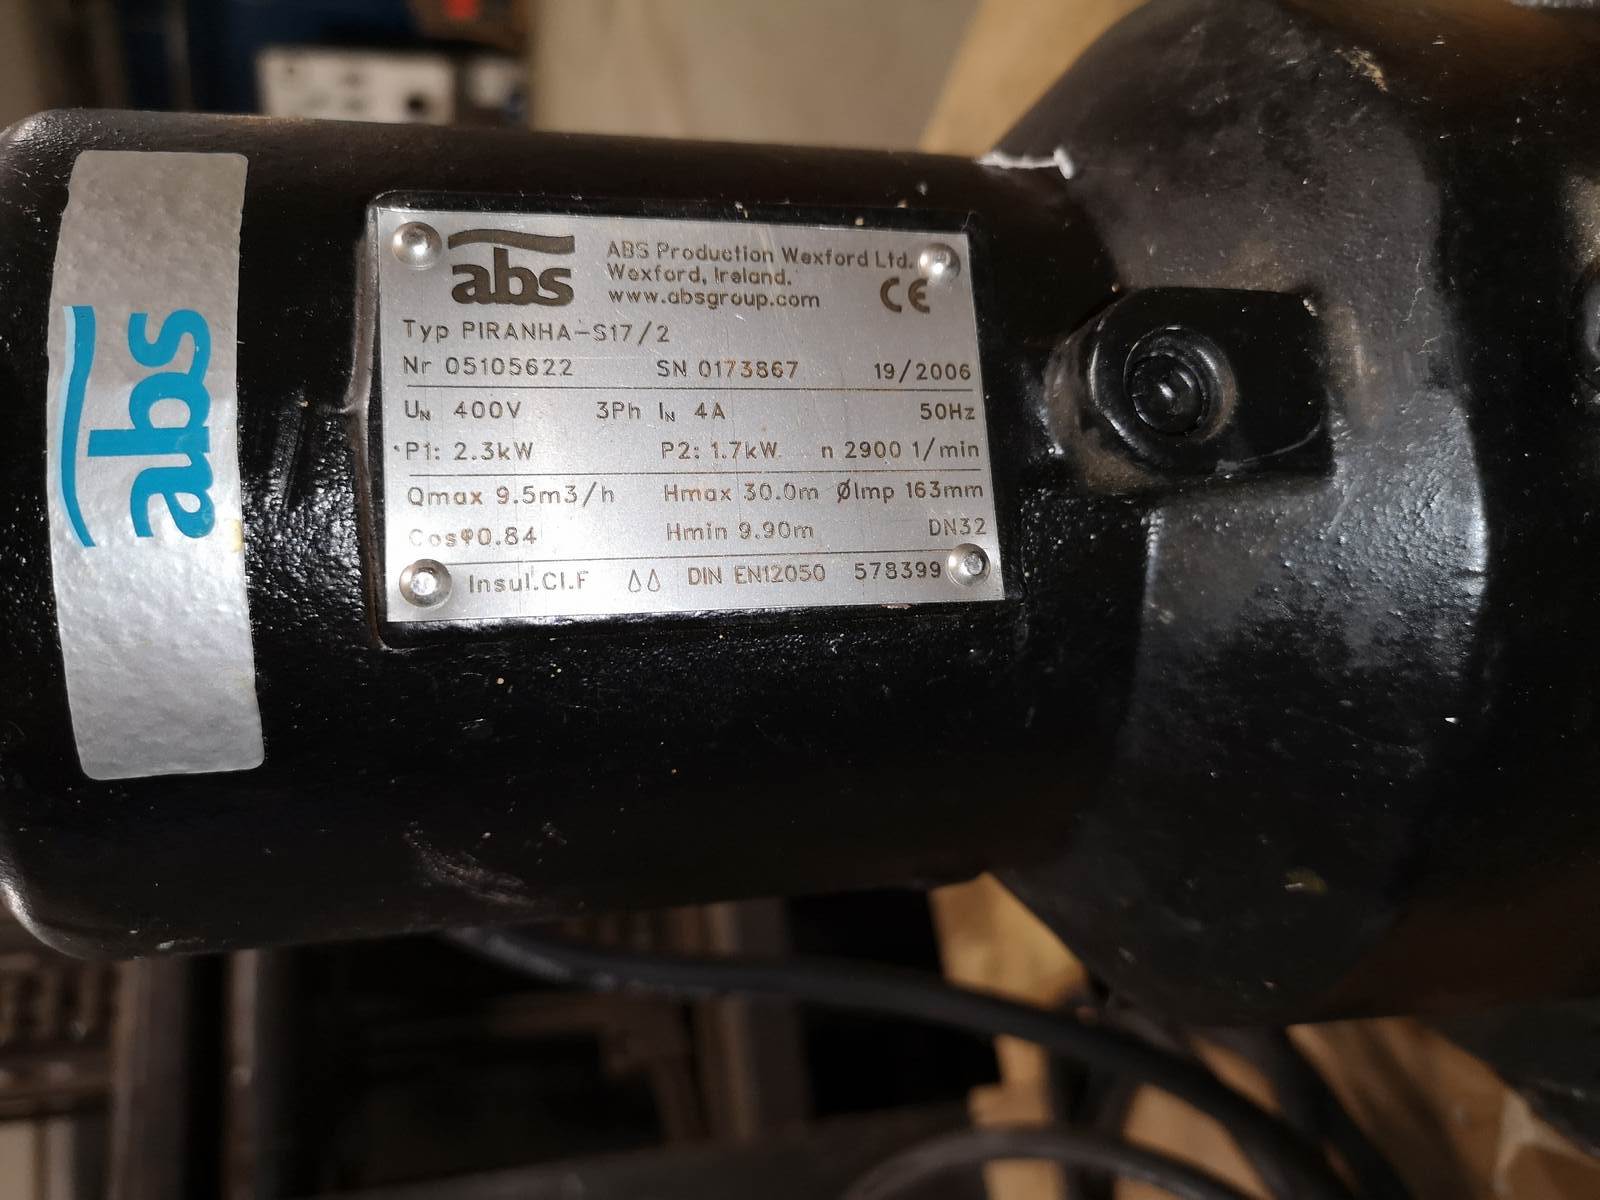 abs
abs
ABS Production Wexford Ltd.
Wexford, Ireland.
www.absgroup.com
CE
Typ PIRANHA-S17/2
Nr 05105622 SN 0173867 19/2006
UN 400V 3Ph IN 4A 50Hz
P1: 2.3kW P2: 1.7kW n 2900 1/min
Qmax 9.5m3/h Hmax 30.0m ØImp 163mm
Cosφ0.84 Hmin 9.90m DN32
Insul.Cl.F DIN EN12050 578399